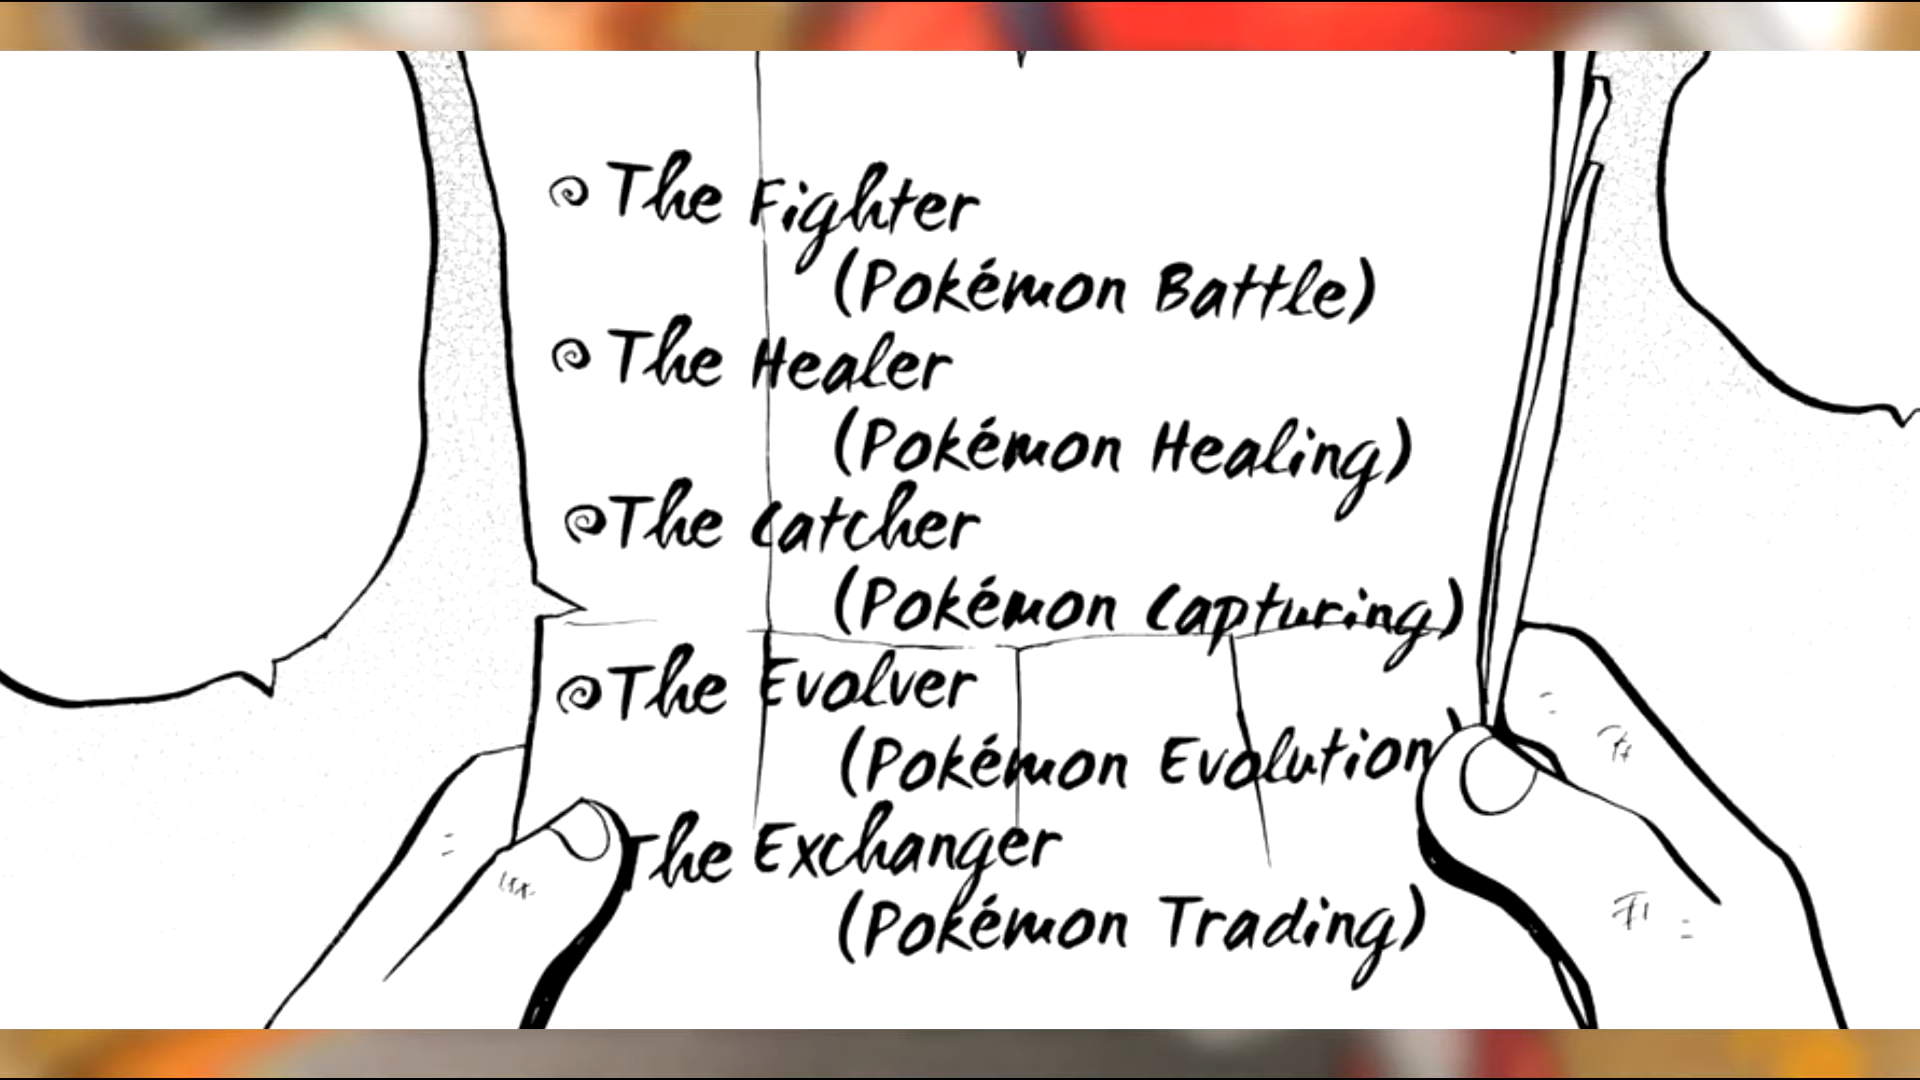 The Fighter
(Pokémon Battle)
The Healer
(Pokémon Healing)
The Catcher
(Pokémon Capturing)
The Evolver
(Pokémon Evolution
The Exchanger
(Pokémon Trading)